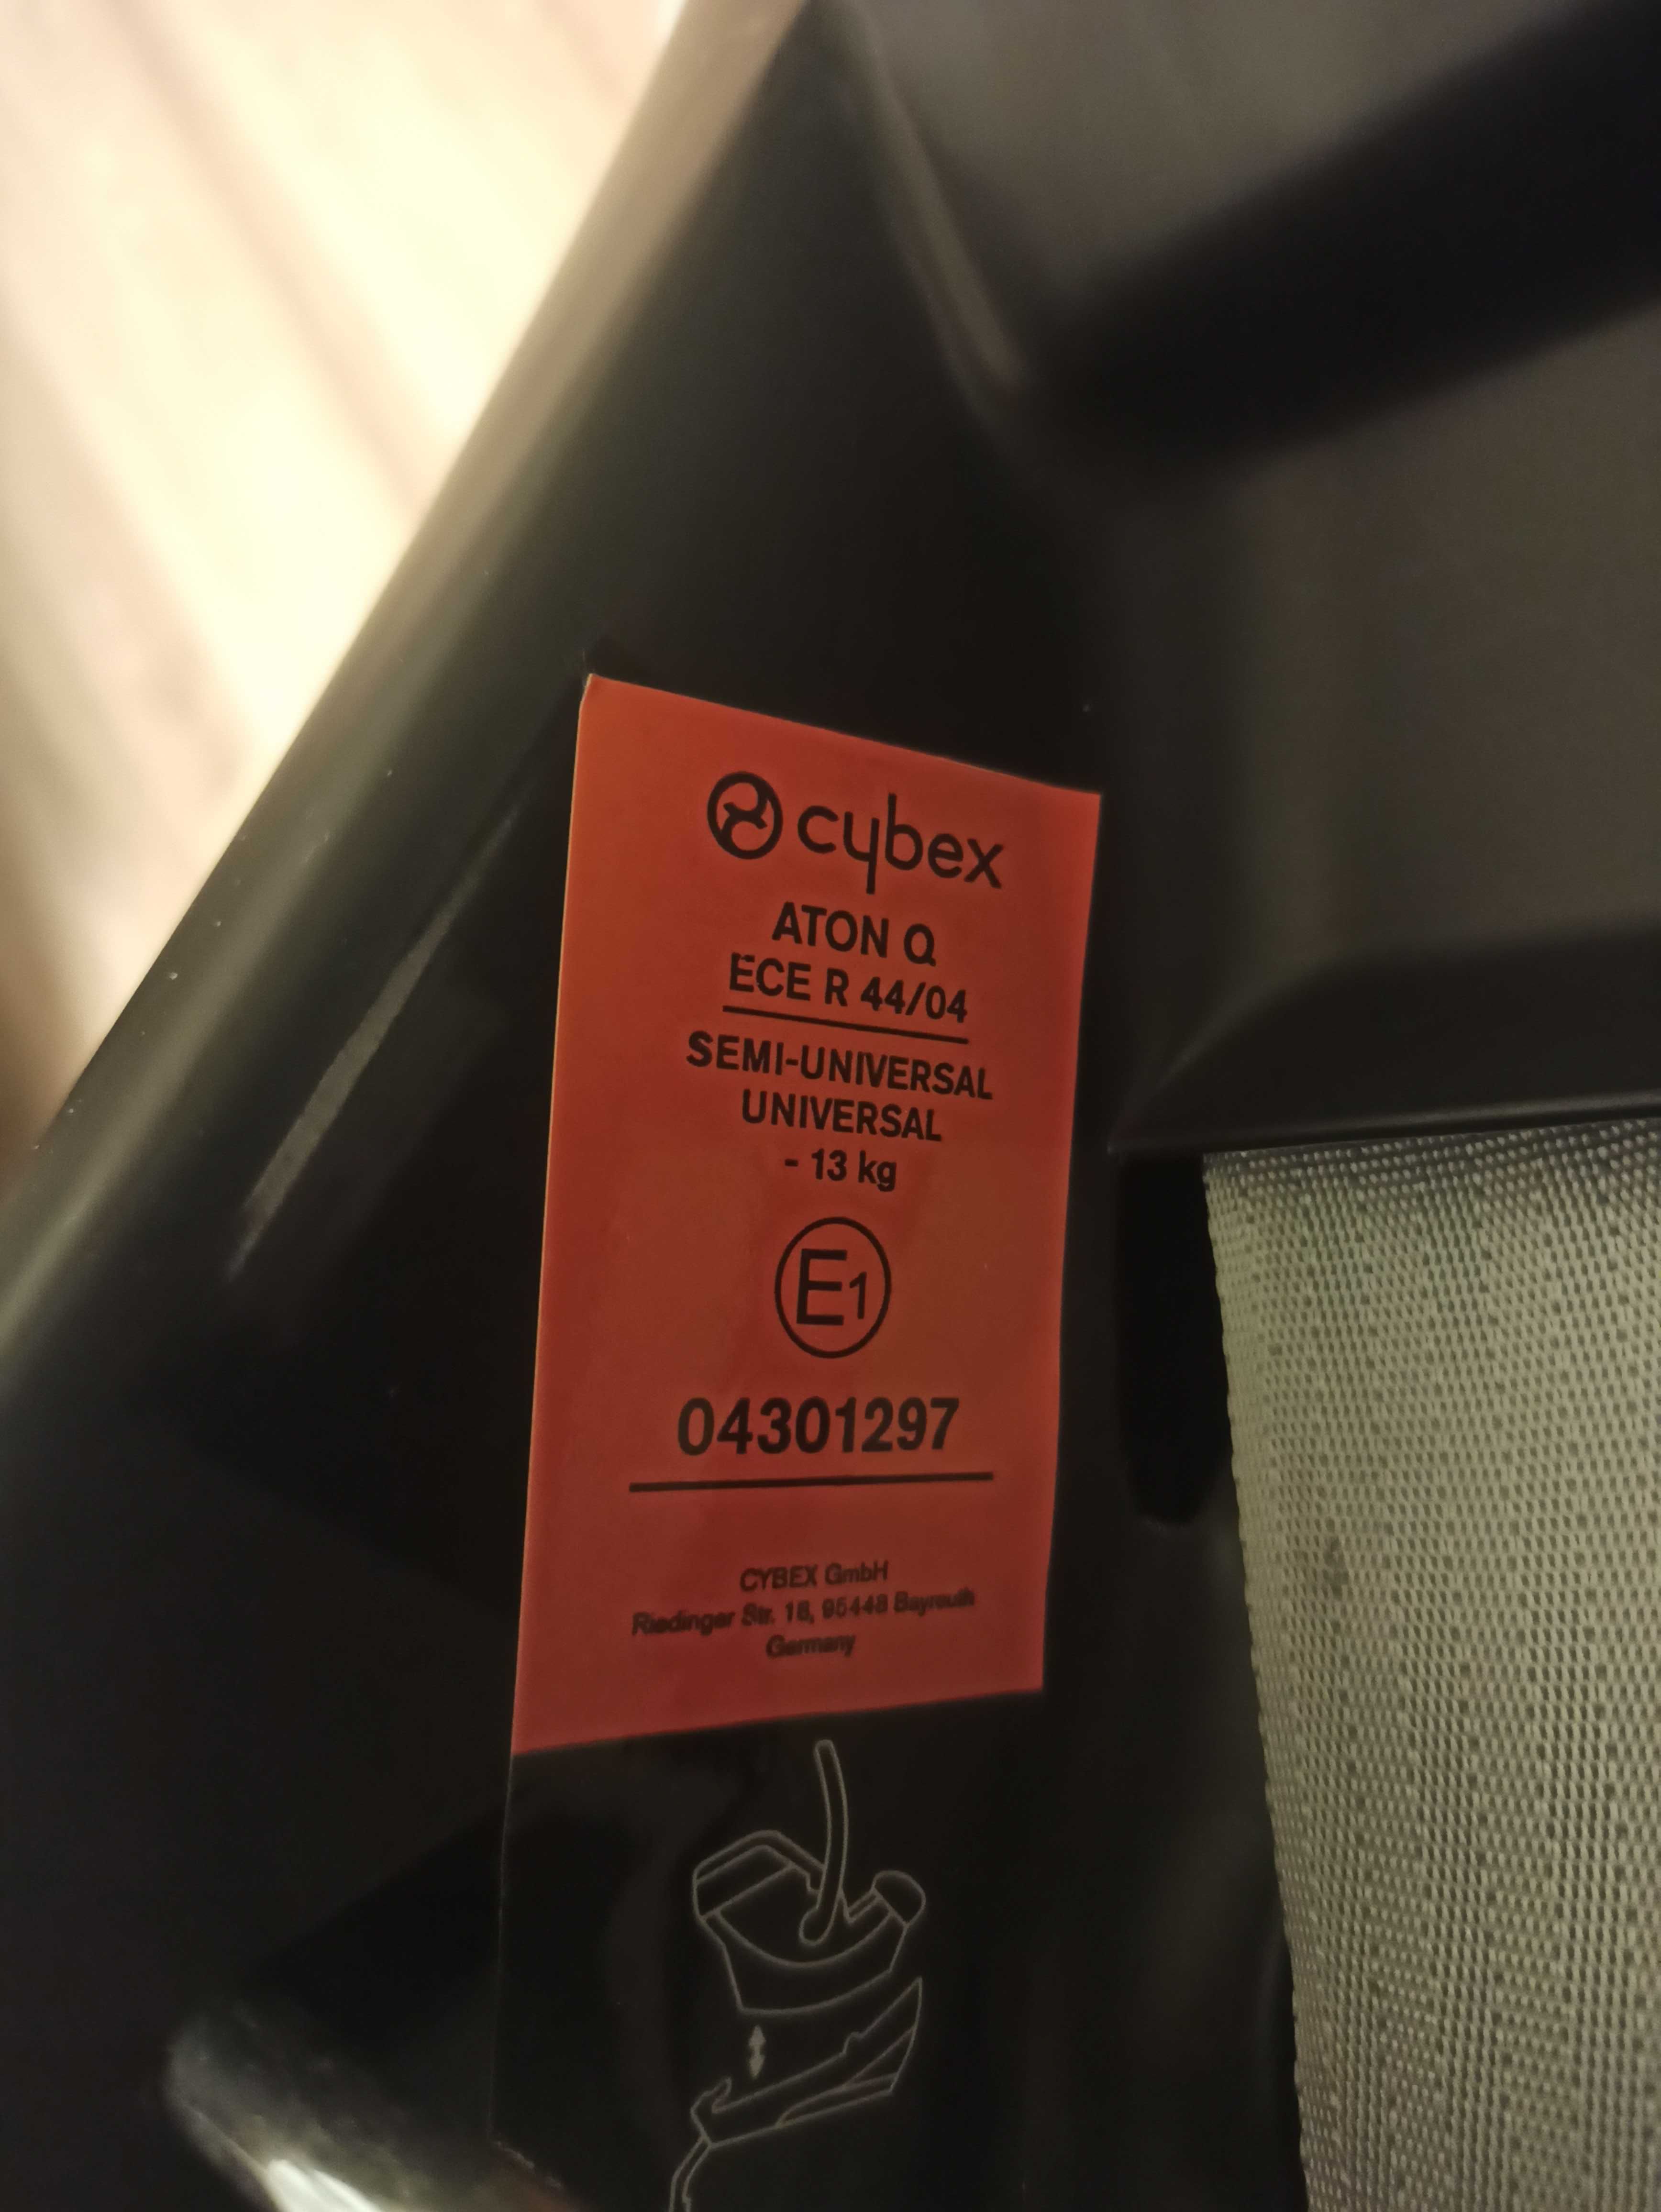 cybex
ATON Q
ECE R 44/04
SEMI-UNIVERSAL
UNIVERSAL
- 13 kg
E1
04301297
CYBEX GmbH
Riedinger Str. 18, 95448 Bayreuth
Germany